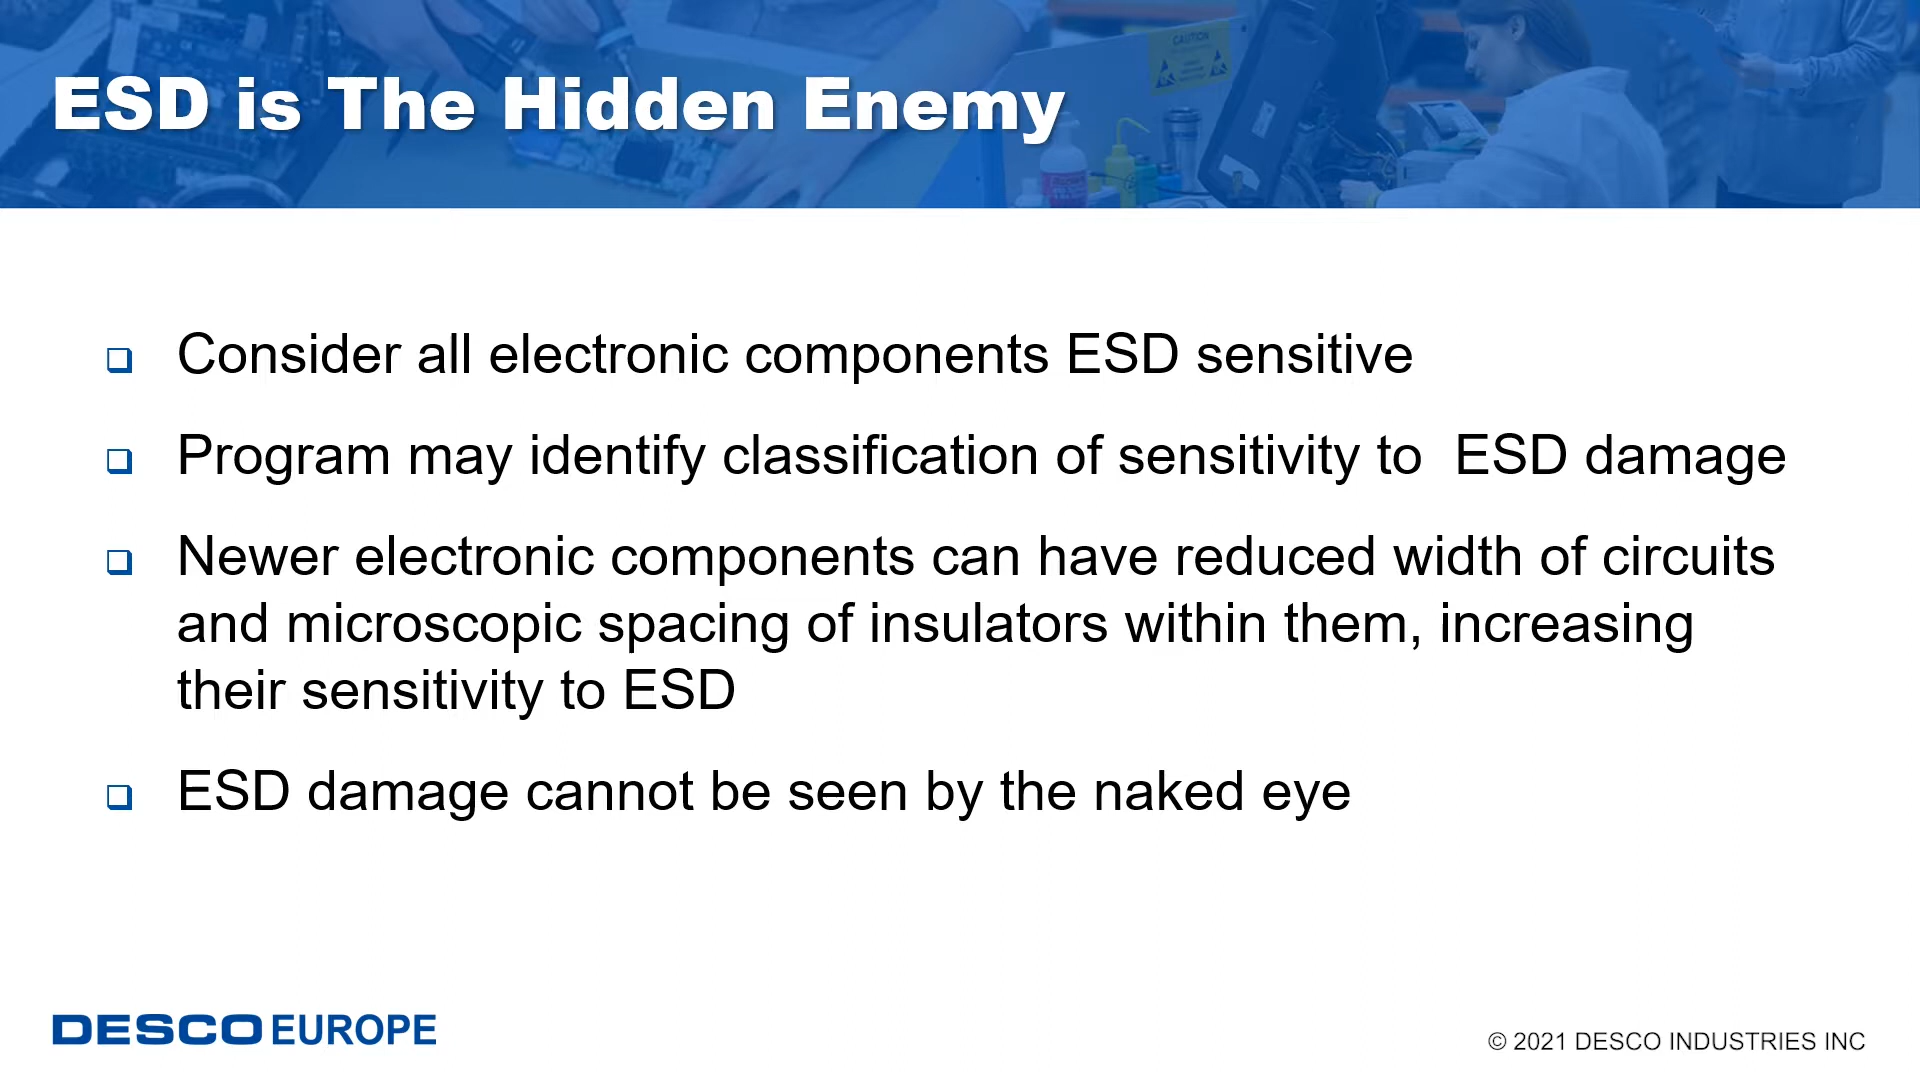 CAUTION
ESD is The Hidden Enemy
Consider all electronic components ESD sensitive
Program may identify classification of sensitivity to  ESD damage
Newer electronic components can have reduced width of circuits
and microscopic spacing of insulators within them, increasing
their sensitivity to ESD
ESD damage cannot be seen by the naked eye
DESCO EUROPE
© 2021 DESCO INDUSTRIES INC